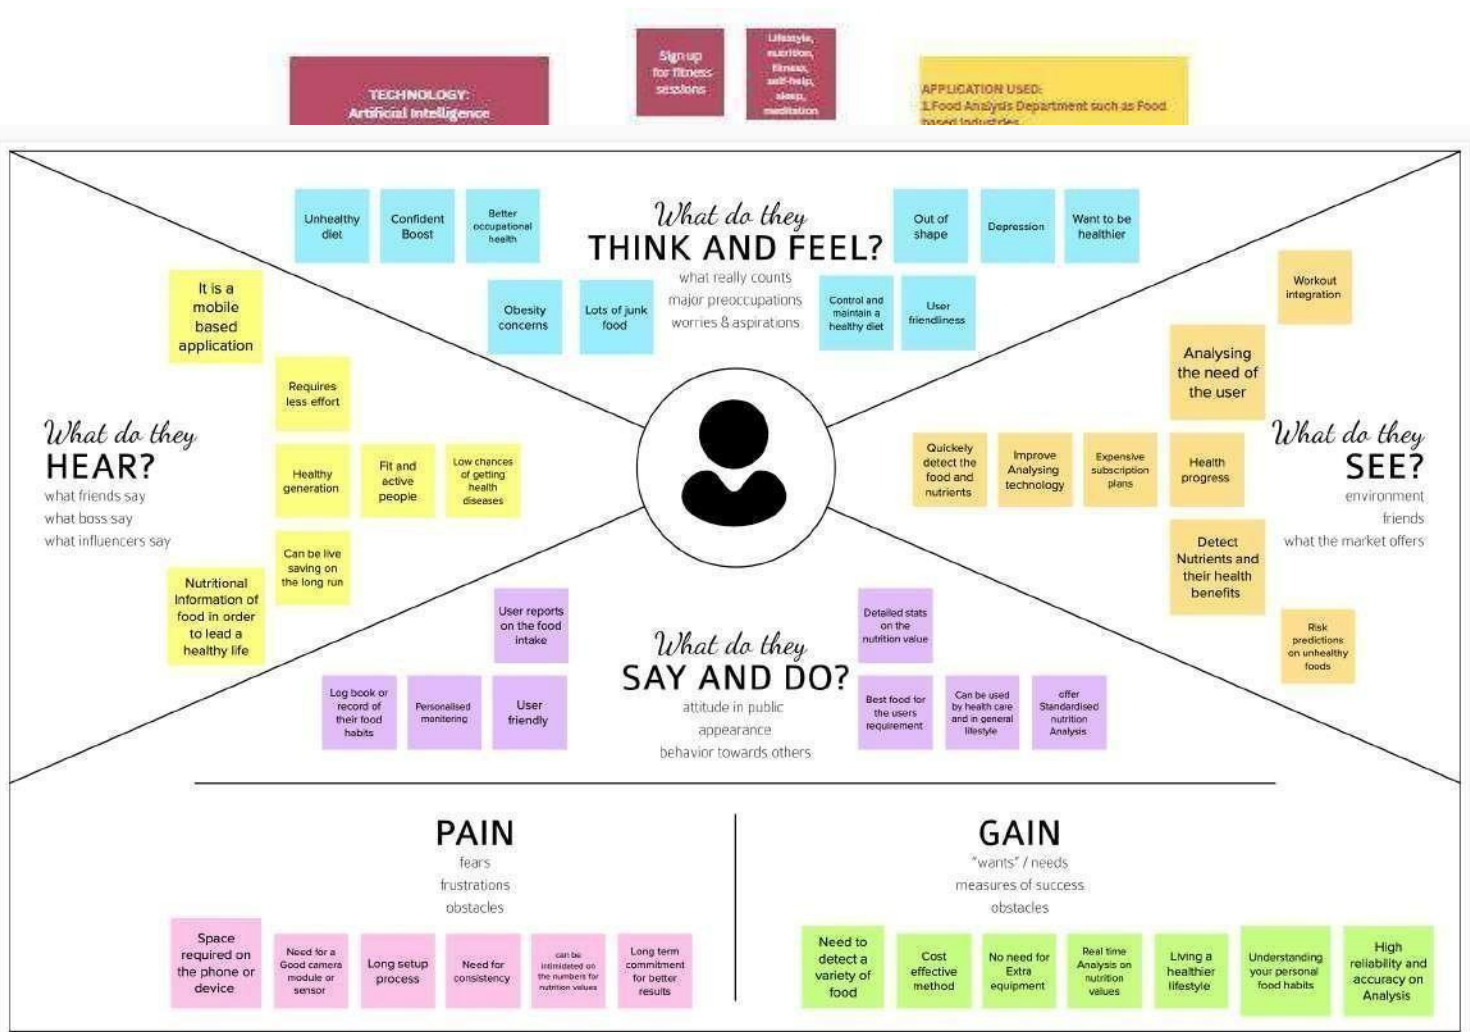 TECHNOLOGY:
Artificial Intelligence
Sign up
for fitness
sessions
Lifestyle,
nutrition,
fitness,
self-help,
sleep,
meditation
APPLICATION USED:
1.Food Analysis Department such as Food
based Industries
What do they
THINK AND FEEL?
what really counts
major preoccupations
worries & aspirations
Unhealthy
diet
Confident
Boost
Better
occupational
health
Obesity
concerns
Lots of junk
food
Out of
shape
Depression
Want to be
healthier
Control and
maintain a
healthy diet
User
friendliness
What do they
HEAR?
what friends say
what boss say
what influencers say
It is a
mobile
based
application
Requires
less effort
Healthy
generation
Fit and
active
people
Low chances
of getting
health
diseases
Can be live
saving on
the long run
Nutritional
Information of
food in order
to lead a
healthy life
What do they
SEE?
environment
friends
what the market offers
Workout
integration
Analysing
the need of
the user
Quickely
detect the
food and
nutrients
Improve
Analysing
technology
Expensive
subscription
plans
Health
progress
Detect
Nutrients and
their health
benefits
Risk
predictions
on unhealthy
foods
What do they
SAY AND DO?
attitude in public
appearance
behavior towards others
User reports
on the food
intake
Log book or
record of
their food
habits
Personalised
monitoring
User
friendly
Detailed stats
on the
nutrition value
Best food for
the users
requirement
Can be used
by health care
and in general
lifestyle
offer
Standardised
nutrition
Analysis
PAIN
fears
frustrations
obstacles
Space
required on
the phone or
device
Need for a
Good camera
module or
sensor
Long setup
process
Need for
consistency
can be
intimidated on
the numbers for
nutrition values
Long term
commitment
for better
results
GAIN
"wants" / needs
measures of success
obstacles
Need to
detect a
variety of
food
Cost
effective
method
No need for
Extra
equipment
Real time
Analysis on
nutrition
values
Living a
healthier
lifestyle
Understanding
your personal
food habits
High
reliability and
accuracy on
Analysis